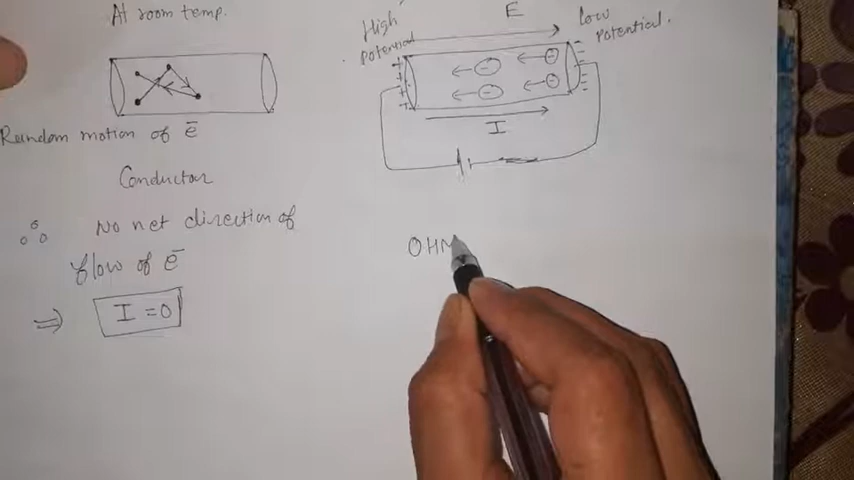 At room temp.
Random motion of e̅
Conductor
∴ No net direction of
flow of e̅
⇒ I = 0
High
Potential
E
low
Potential.
+
+
+
+
-
-
-
-
-
-
-
-
I
OHM